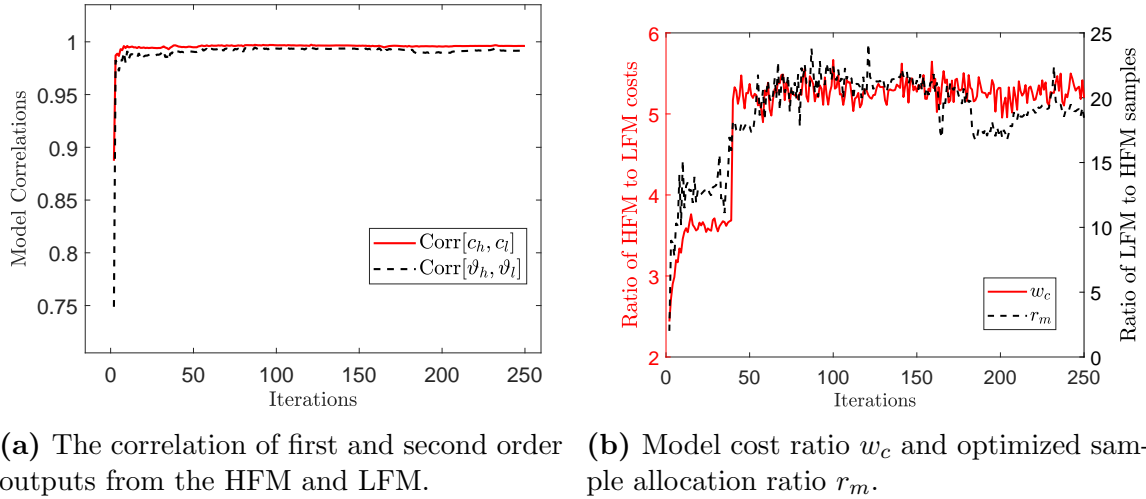 Model Correlations
1
0.95
0.9
0.85
0.8
0.75
0 50 100 150 200 250
Iterations
Corr[c_h, c_l]
Corr[ϑ_h, ϑ_l]
Ratio of HFM to LFM costs
6
5
4
3
2
0 50 100 150 200 250
Iterations
w_c
r_m
25
20
15
10
5
0
Ratio of LFM to HFM samples
(a) The correlation of first and second order
outputs from the HFM and LFM.
(b) Model cost ratio w_c and optimized sam-
ple allocation ratio r_m.